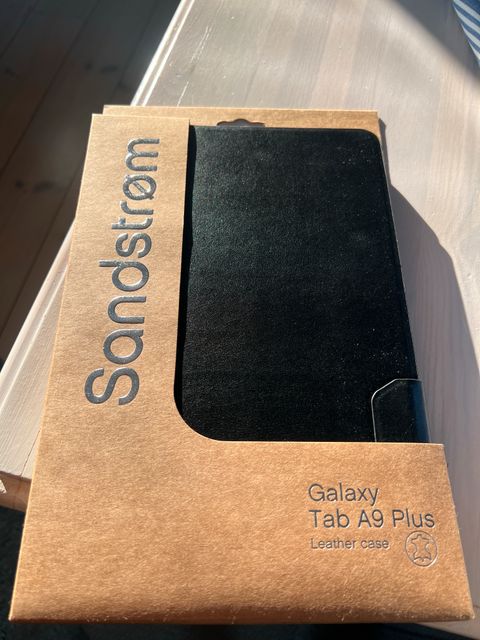 Sandstrøm
Galaxy
Tab A9 Plus
Leather case